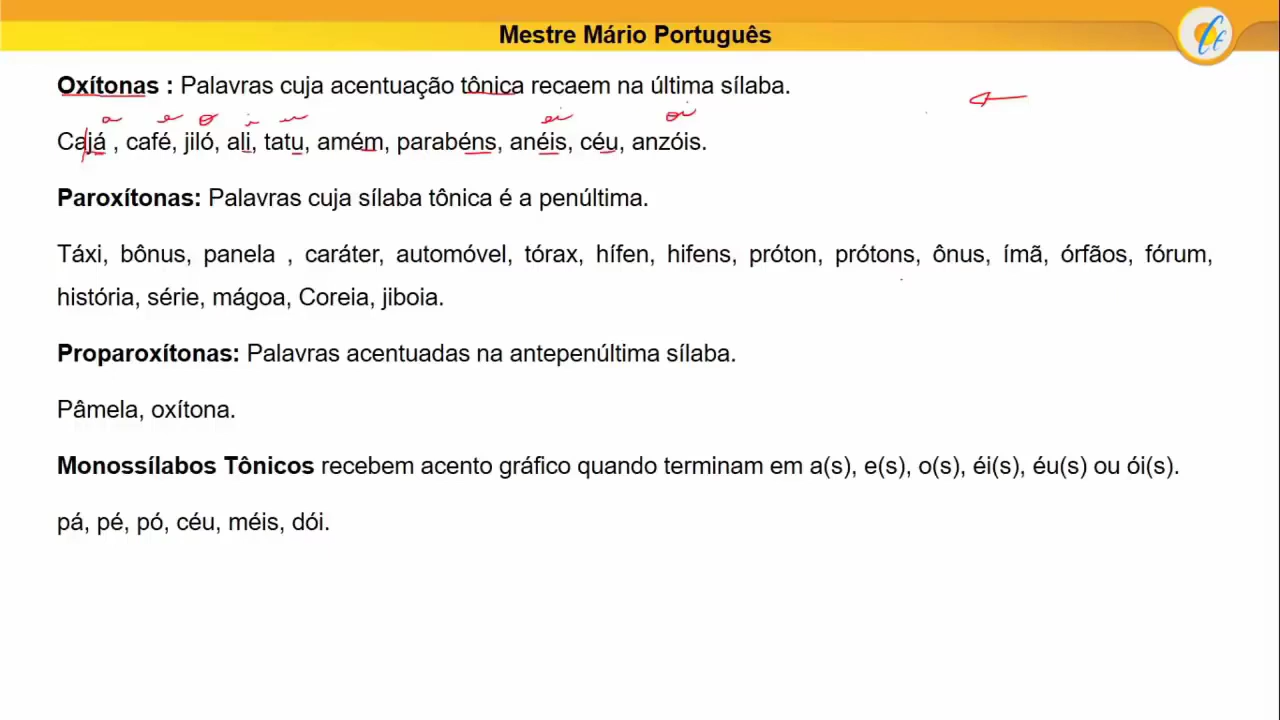 Mestre Mário Português
Oxítonas : Palavras cuja acentuação tônica recaem na última sílaba.
a e o i u ei oi
Cajá , café, jiló, ali, tatu, amém, parabéns, anéis, céu, anzóis.
Paroxítonas: Palavras cuja sílaba tônica é a penúltima.
Táxi, bônus, panela , caráter, automóvel, tórax, hífen, hifens, próton, prótons, ônus, ímã, órfãos, fórum,
história, série, mágoa, Coreia, jiboia.
Proparoxítonas: Palavras acentuadas na antepenúltima sílaba.
Pâmela, oxítona.
Monossílabos Tônicos recebem acento gráfico quando terminam em a(s), e(s), o(s), éi(s), éu(s) ou ói(s).
pá, pé, pó, céu, méis, dói.